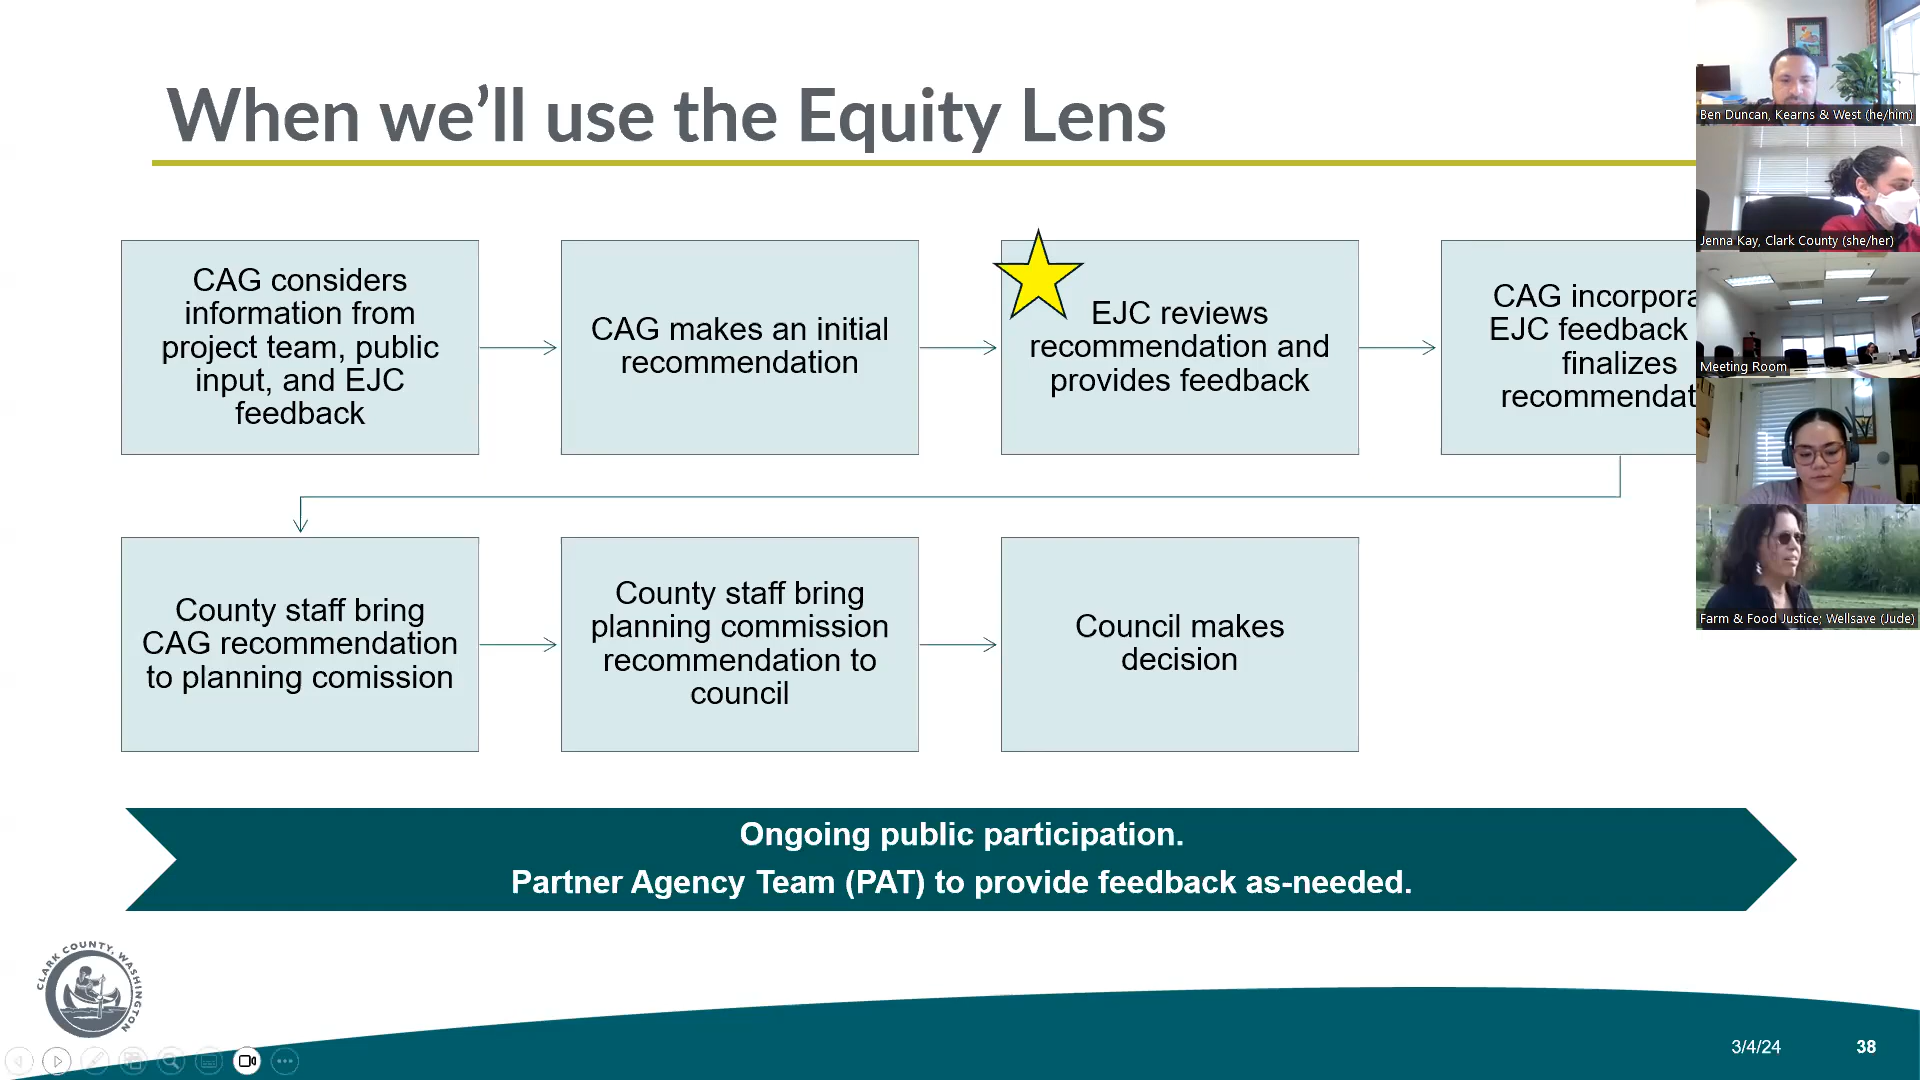 When we’ll use the Equity Lens
CAG considers
information from
project team, public
input, and EJC
feedback
CAG makes an initial
recommendation
EJC reviews
recommendation and
provides feedback
CAG incorpora
EJC feedback
finalizes
recommendat
County staff bring
CAG recommendation
to planning comission
County staff bring
planning commission
recommendation to
council
Council makes
decision
Ongoing public participation.
Partner Agency Team (PAT) to provide feedback as-needed.
CLARK COUNTY, WASHINGTON
3/4/24
38
Ben Duncan, Kearns & West (he/him)
Jenna Kay, Clark County (she/her)
Meeting Room
Farm & Food Justice; Wellsave (Jude)